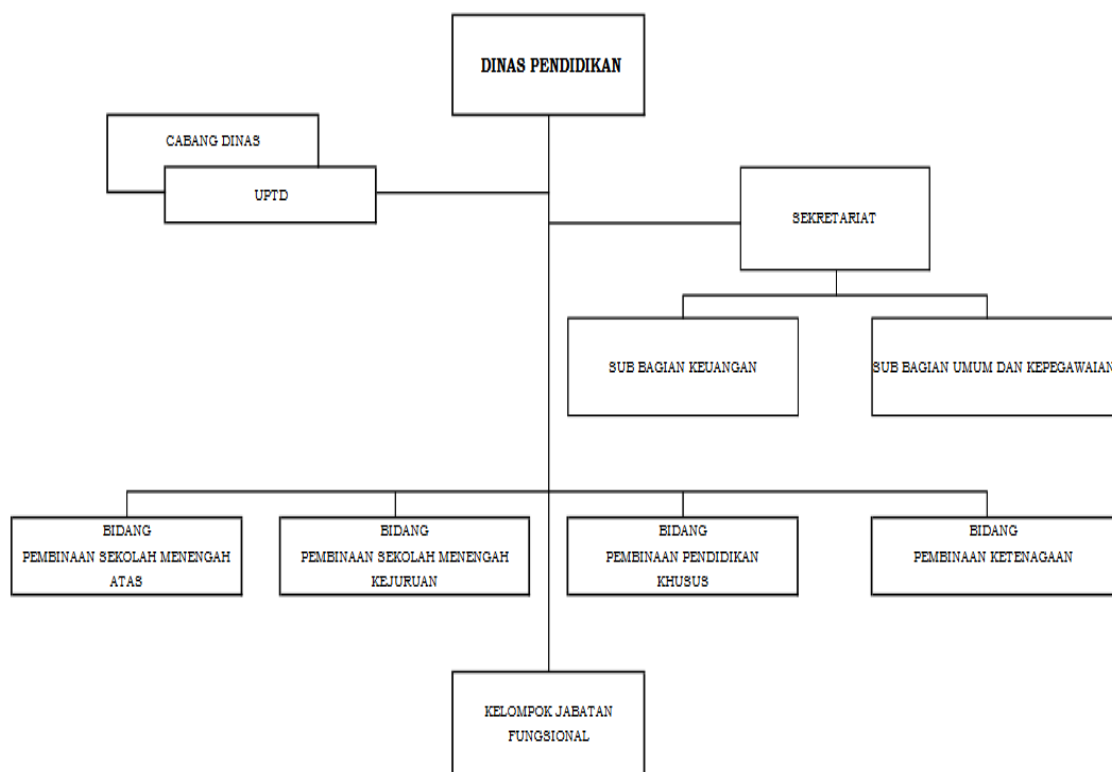 DINAS PENDIDIKAN
CABANG DINAS
UPTD
SEKRETARIAT
SUB BAGIAN KEUANGAN
SUB BAGIAN UMUM DAN KEPEGAWAIAN
BIDANG
PEMBINAAN SEKOLAH MENENGAH
ATAS
BIDANG
PEMBINAAN SEKOLAH MENENGAH
KEJURUAN
BIDANG
PEMBINAAN PENDIDIKAN
KHUSUS
BIDANG
PEMBINAAN KETENAGAAN
KELOMPOK JABATAN
FUNGSIONAL